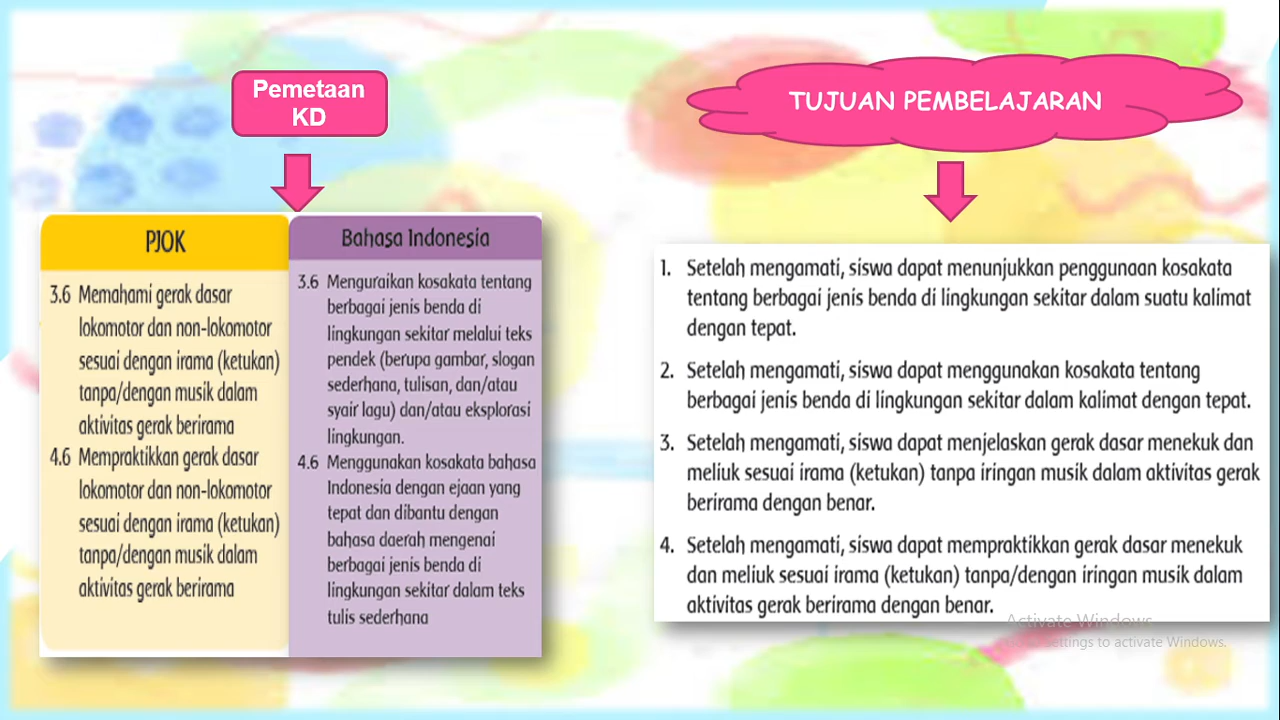 Pemetaan
KD
PJOK
3.6 Memahami gerak dasar
lokomotor dan non-lokomotor
sesuai dengan irama (ketukan)
tanpa/dengan musik dalam
aktivitas gerak berirama
4.6 Mempraktikkan gerak dasar
lokomotor dan non-lokomotor
sesuai dengan irama (ketukan)
tanpa/dengan musik dalam
aktivitas gerak berirama
Bahasa Indonesia
3.6 Menguraikan kosakata tentang
berbagai jenis benda di
lingkungan sekitar melalui teks
pendek (berupa gambar, slogan
sederhana, tulisan, dan/atau
syair lagu) dan/atau eksplorasi
lingkungan.
4.6 Menggunakan kosakata bahasa
Indonesia dengan ejaan yang
tepat dan dibantu dengan
bahasa daerah mengenai
berbagai jenis benda di
lingkungan sekitar dalam teks
tulis sederhana
TUJUAN PEMBELAJARAN
1. Setelah mengamati, siswa dapat menunjukkan penggunaan kosakata
tentang berbagai jenis benda di lingkungan sekitar dalam suatu kalimat
dengan tepat.
2. Setelah mengamati, siswa dapat menggunakan kosakata tentang
berbagai jenis benda di lingkungan sekitar dalam kalimat dengan tepat.
3. Setelah mengamati, siswa dapat menjelaskan gerak dasar menekuk dan
meliuk sesuai irama (ketukan) tanpa iringan musik dalam aktivitas gerak
berirama dengan benar.
4. Setelah mengamati, siswa dapat mempraktikkan gerak dasar menekuk
dan meliuk sesuai irama (ketukan) tanpa/dengan iringan musik dalam
aktivitas gerak berirama dengan benar.
Activate Windows
settings to activate Windows.